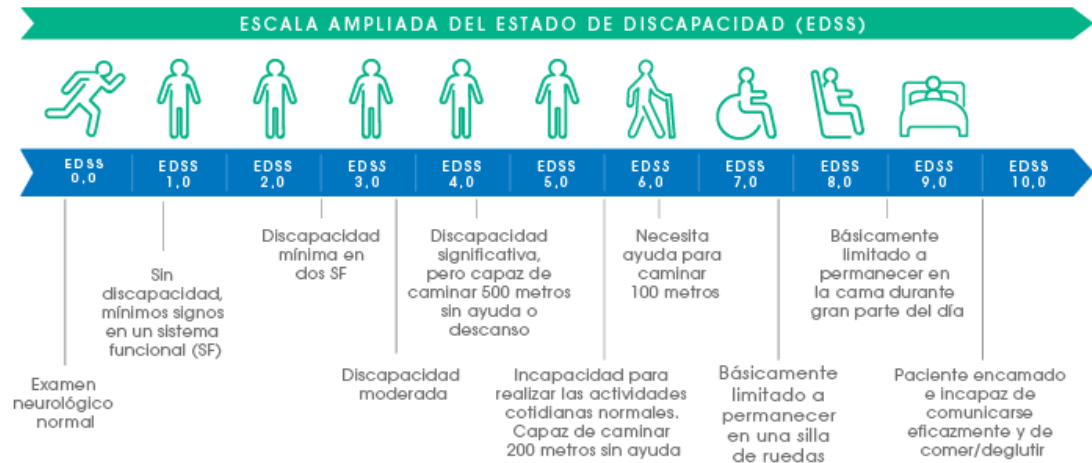 ESCALA AMPLIADA DEL ESTADO DE DISCAPACIDAD (EDSS)
EDSS
0,0
EDSS
1,0
EDSS
2,0
EDSS
3,0
EDSS
4,0
EDSS
5,0
EDSS
6,0
EDSS
7,0
EDSS
8,0
EDSS
9,0
EDSS
10,0
Examen
neurológico
normal
Sin
discapacidad,
mínimos signos
en un sistema
funcional (SF)
Discapacidad
mínima en
dos SF
Discapacidad
moderada
Discapacidad
significativa,
pero capaz de
caminar 500 metros
sin ayuda o
descanso
Incapacidad para
realizar las actividades
cotidianas normales.
Capaz de caminar
200 metros sin ayuda
Necesita
ayuda para
caminar
100 metros
Básicamente
limitado a
permanecer
en una silla
de ruedas
Básicamente
limitado a
permanecer en
la cama durante
gran parte del día
Paciente encamado
e incapaz de
comunicarse
eficazmente y de
comer/deglutir